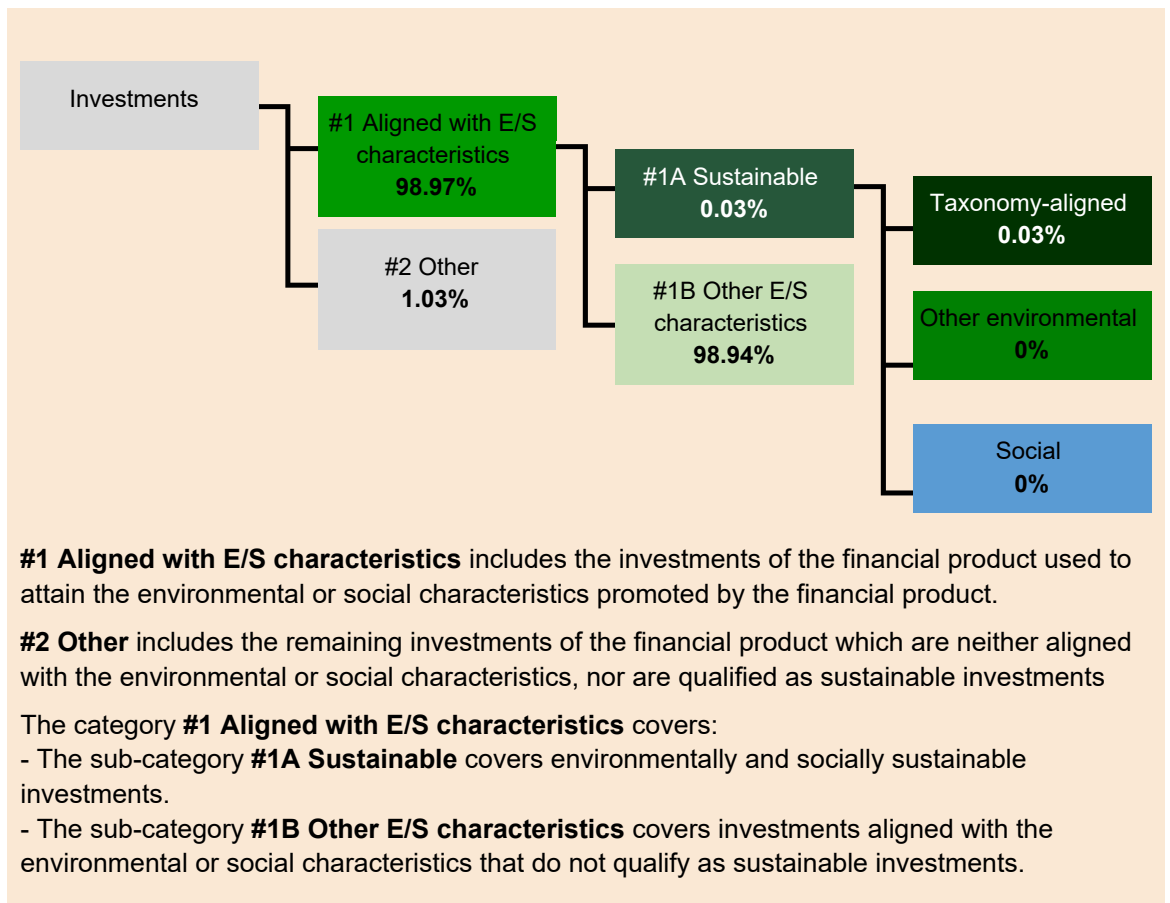 Investments
#1 Aligned with E/S
characteristics
98.97%
#2 Other
1.03%
#1A Sustainable
0.03%
#1B Other E/S
characteristics
98.94%
Taxonomy-aligned
0.03%
Other environmental
0%
Social
0%
#1 Aligned with E/S characteristics includes the investments of the financial product used to
attain the environmental or social characteristics promoted by the financial product.
#2 Other includes the remaining investments of the financial product which are neither aligned
with the environmental or social characteristics, nor are qualified as sustainable investments
The category #1 Aligned with E/S characteristics covers:
- The sub-category #1A Sustainable covers environmentally and socially sustainable
investments.
- The sub-category #1B Other E/S characteristics covers investments aligned with the
environmental or social characteristics that do not qualify as sustainable investments.